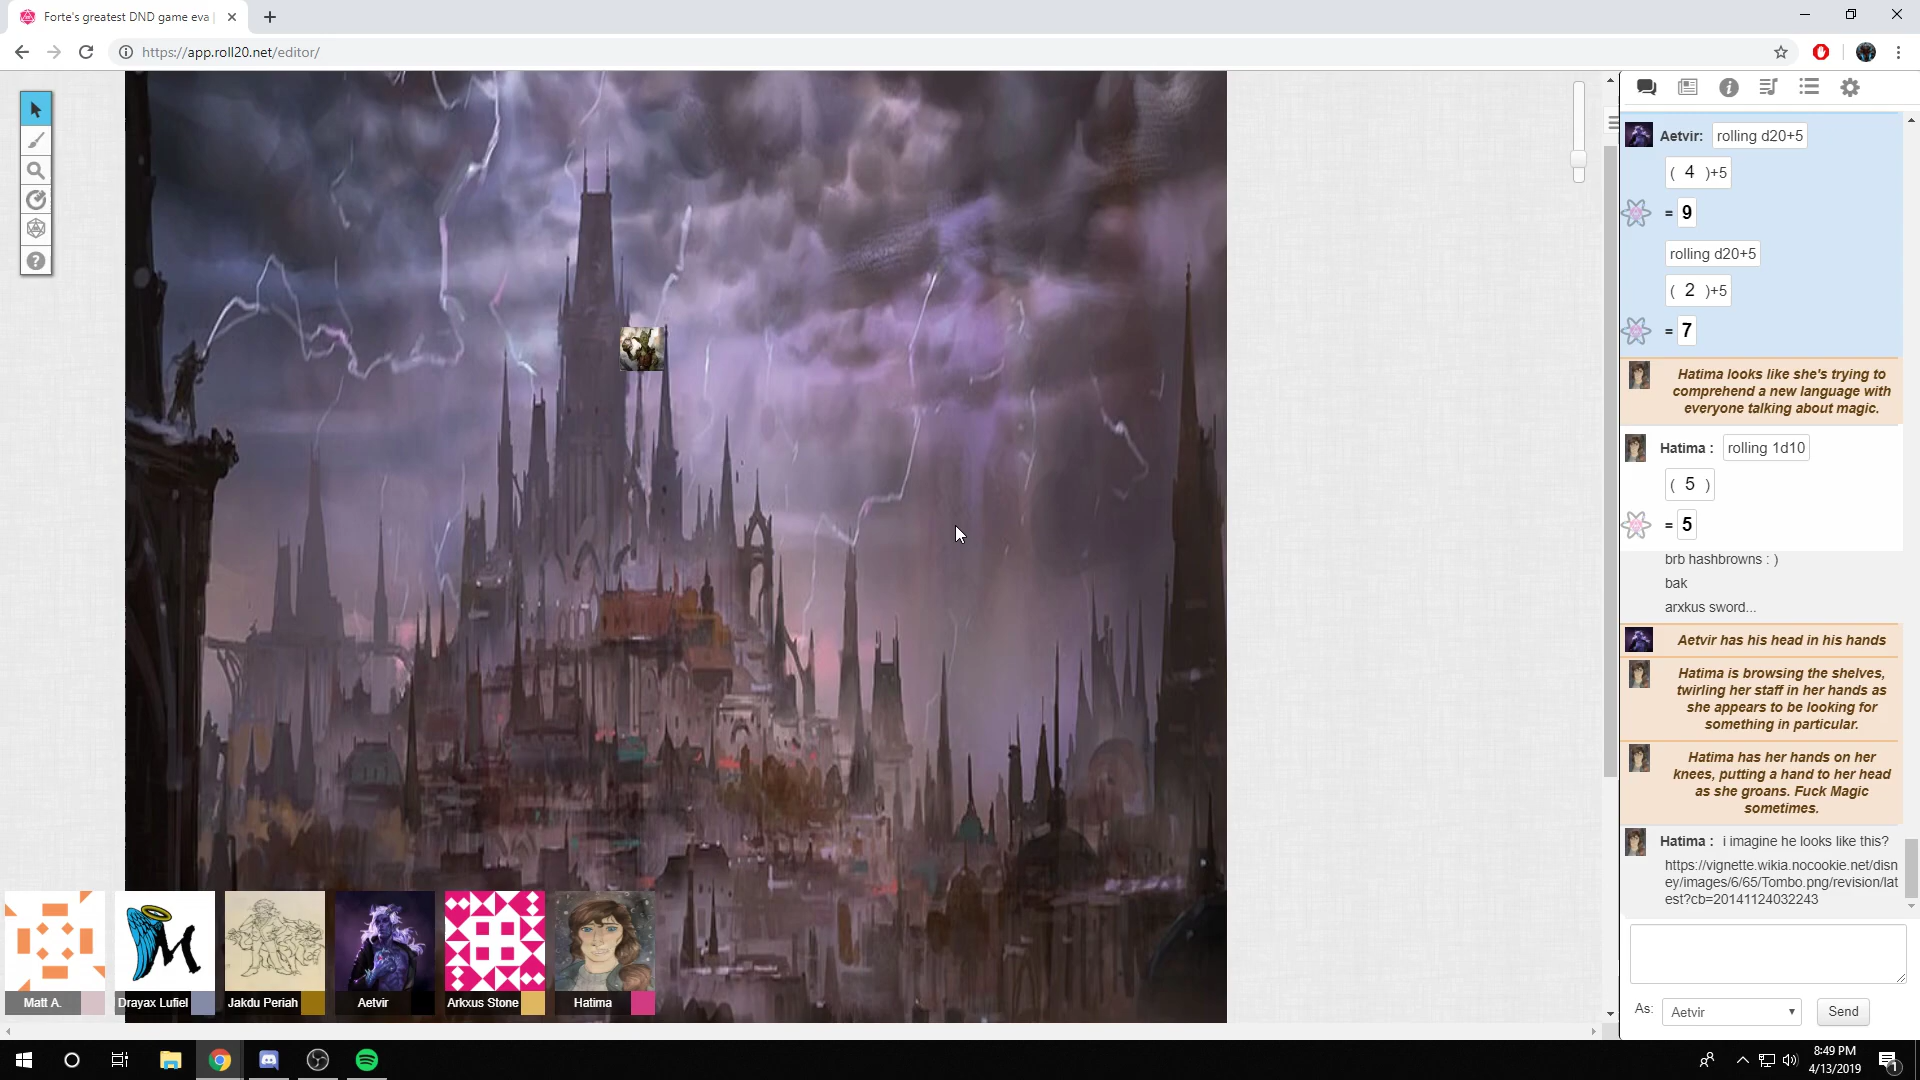 Forte's greatest DND game eva
https://app.roll20.net/editor/
Aetvir: rolling d20+5
( 4 )+5
= 9
rolling d20+5
( 2 )+5
= 7
Hatima looks like she's trying to
comprehend a new language with
everyone talking about magic.
Hatima : rolling 1d10
( 5 )
= 5
brb hashbrowns : )
bak
arxkus sword...
Aetvir has his head in his hands
Hatima is browsing the shelves,
twirling her staff in her hands as
she appears to be looking for
something in particular.
Hatima has her hands on her
knees, putting a hand to her head
as she groans. Fuck Magic
sometimes.
Hatima : i imagine he looks like this?
https://vignette.wikia.nocookie.net/disn
ey/images/6/65/Tombo.png/revision/lat
est?cb=20141124032243
As: Aetvir Send
M
Matt A. Drayax Lufiel Jakdu Periah Aetvir Arkxus Stone Hatima
8:49 PM
4/13/2019
1